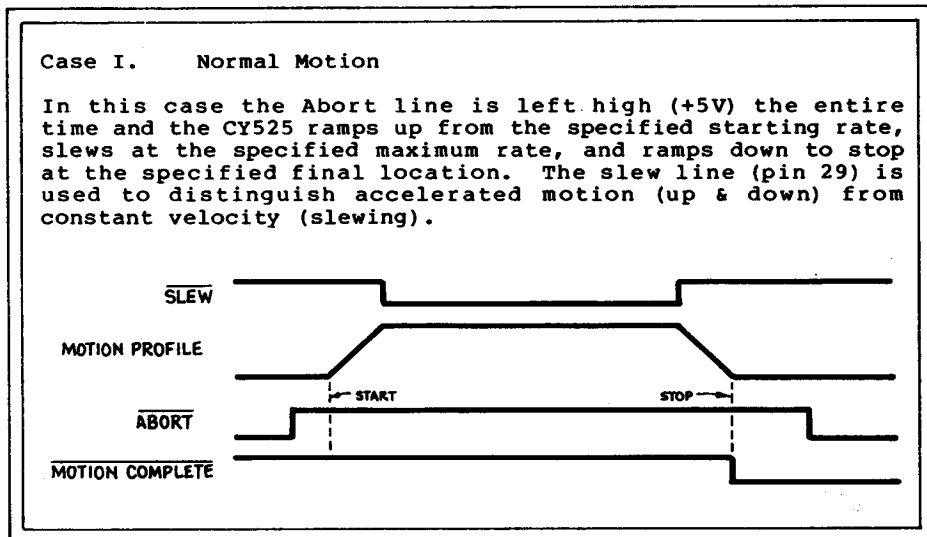 Case I. Normal Motion
In this case the Abort line is left high (+5V) the entire
time and the CY525 ramps up from the specified starting rate,
slews at the specified maximum rate, and ramps down to stop
at the specified final location. The slew line (pin 29) is
used to distinguish accelerated motion (up & down) from
constant velocity (slewing).
SLEW
MOTION PROFILE
START
STOP
ABORT
MOTION COMPLETE